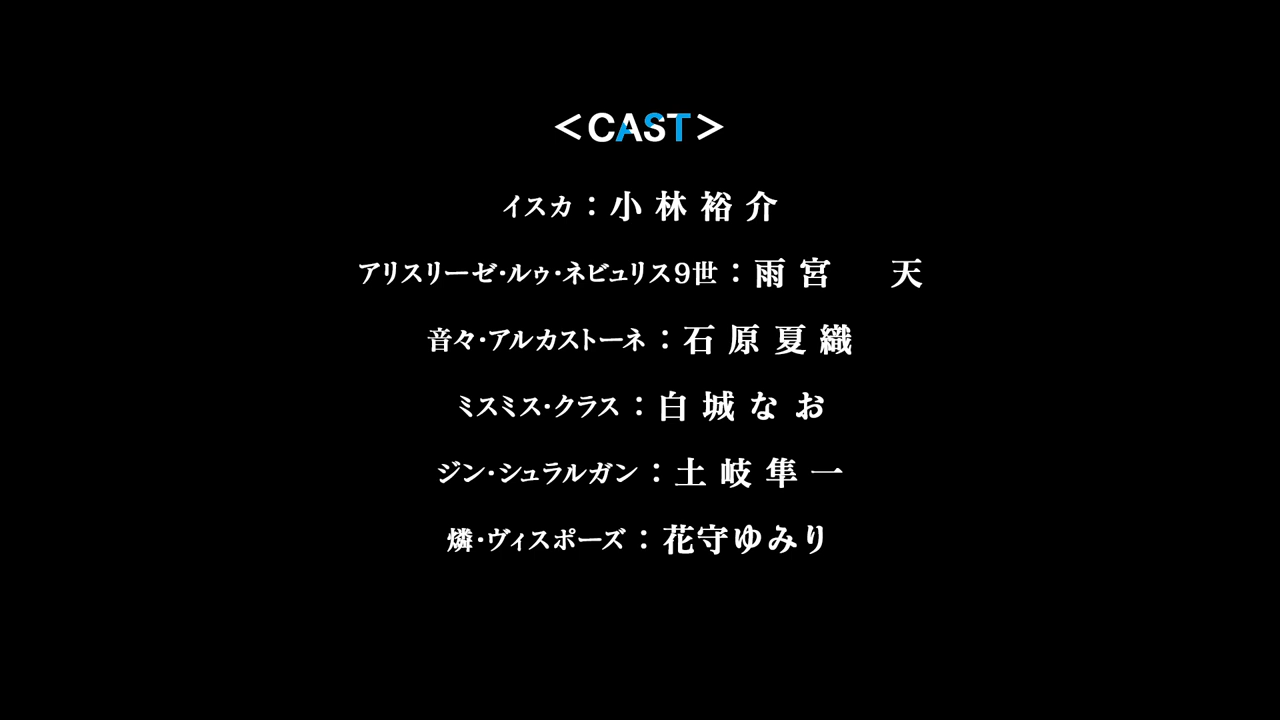 ＜CAST＞
イスカ：小林裕介
アリスリーゼ・ルゥ・ネビュリス9世：雨宮　天
音々・アルカストーネ：石原夏織
ミスミス・クラス：白城なお
ジン・シュラルガン：土岐隼一
燐・ヴィスポーズ：花守ゆみり